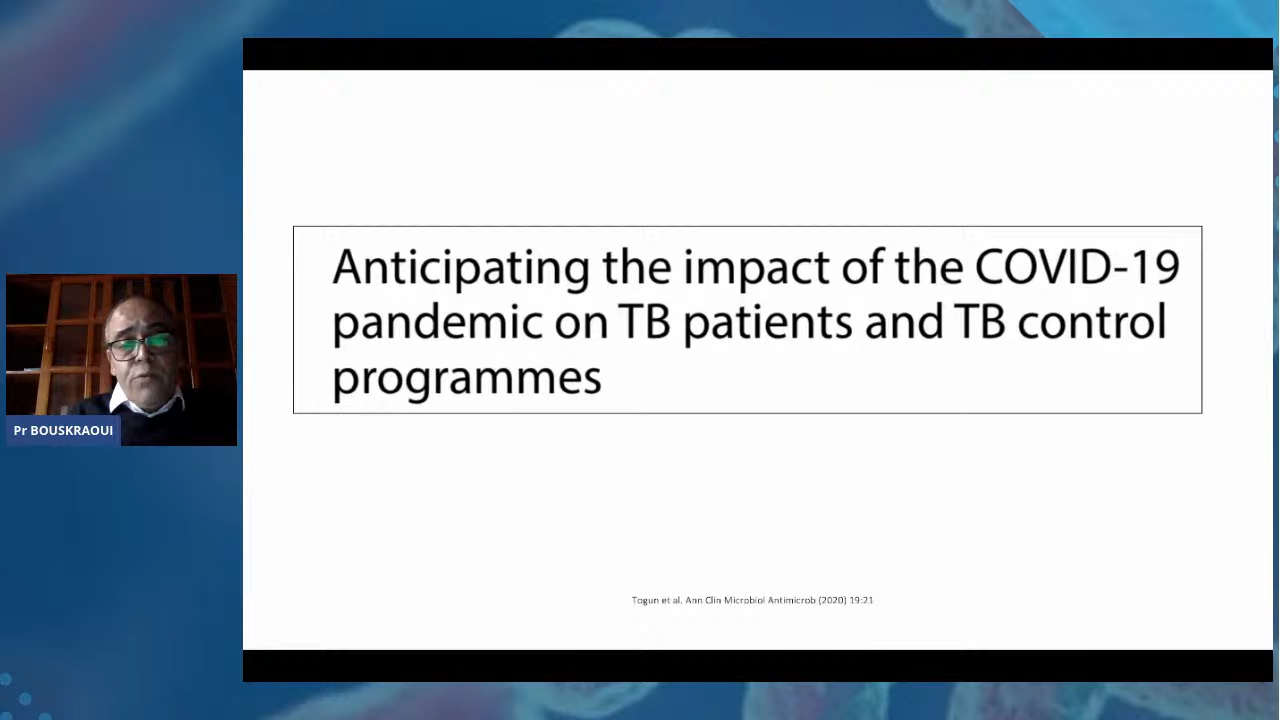 Anticipating the impact of the COVID-19
pandemic on TB patients and TB control
programmes
Pr BOUSKRAOUI
Togun et al. Ann Clin Microbiol Antimicrob (2020) 19:21